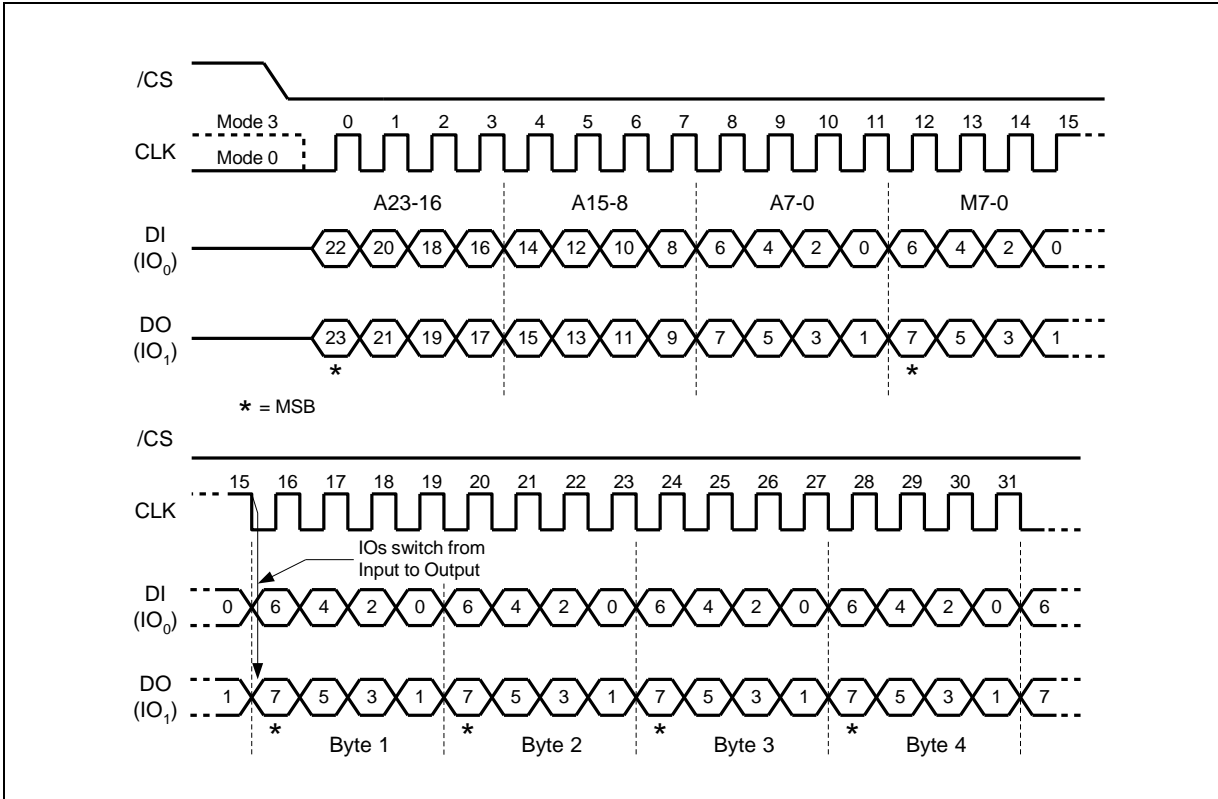 /CS
Mode 3 0 1 2 3 4 5 6 7 8 9 10 11 12 13 14 15
CLK
Mode 0
A23-16 A15-8 A7-0 M7-0
DI
(IO0)
22 20 18 16 14 12 10 8 6 4 2 0 6 4 2 0
DO
(IO1)
23 21 19 17 15 13 11 9 7 5 3 1 7 5 3 1
* *
* = MSB
/CS
15 16 17 18 19 20 21 22 23 24 25 26 27 28 29 30 31
CLK
IOs switch from
Input to Output
DI
(IO0)
0 6 4 2 0 6 4 2 0 6 4 2 0 6 4 2 0 6
DO
(IO1)
1 7 5 3 1 7 5 3 1 7 5 3 1 7 5 3 1 7
* * * *
Byte 1 Byte 2 Byte 3 Byte 4